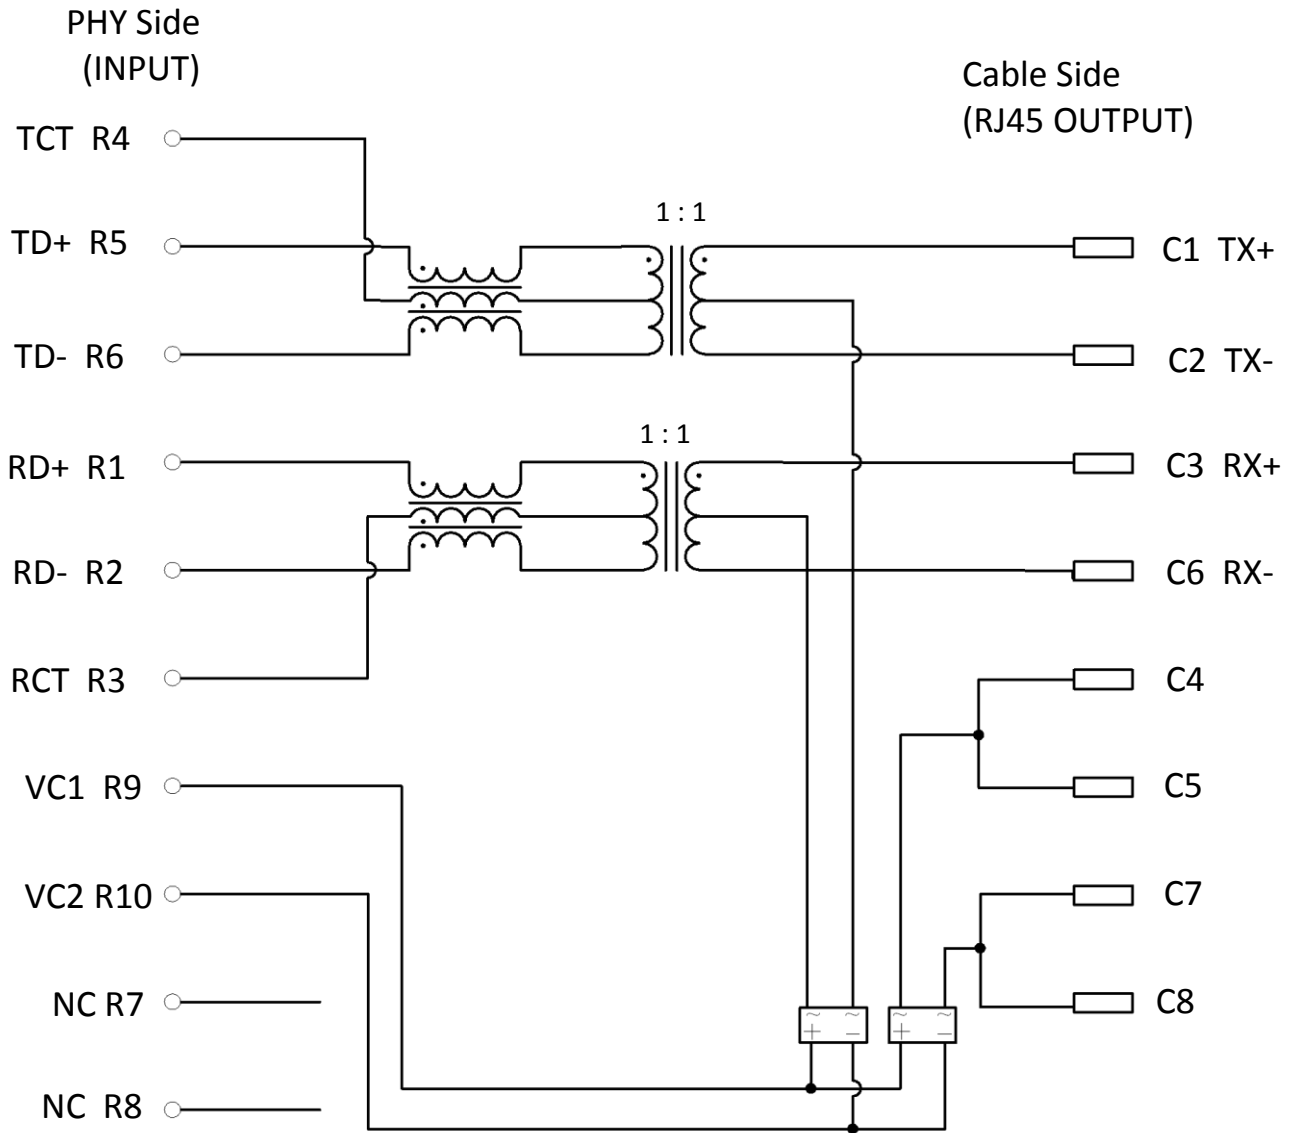 PHY Side
(INPUT)
Cable Side
(RJ45 OUTPUT)
TCT R4
1 : 1
TD+ R5
C1 TX+
TD- R6
C2 TX-
1 : 1
RD+ R1
C3 RX+
RD- R2
C6 RX-
RCT R3
C4
VC1 R9
C5
VC2 R10
C7
NC R7
C8
~ ~ ~ ~
+ − + −
NC R8